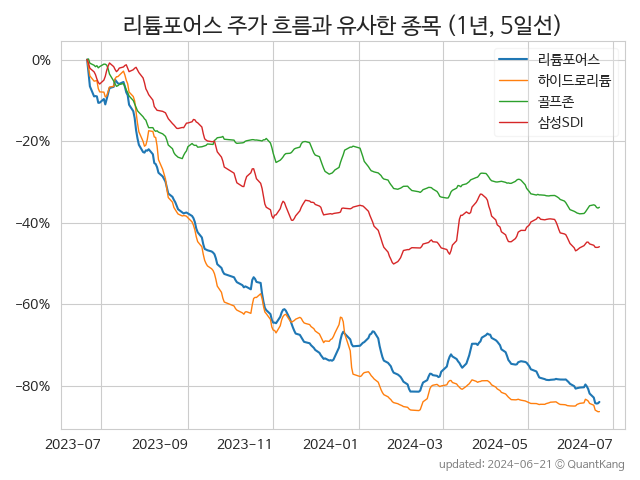 리튬포어스 주가 흐름과 유사한 종목 (1년, 5일선)
리튬포어스
하이드로리튬
골프존
삼성SDI
0%
−20%
−40%
−60%
−80%
2023-07 2023-09 2023-11 2024-01 2024-03 2024-05 2024-07
updated: 2024-06-21 © QuantKang